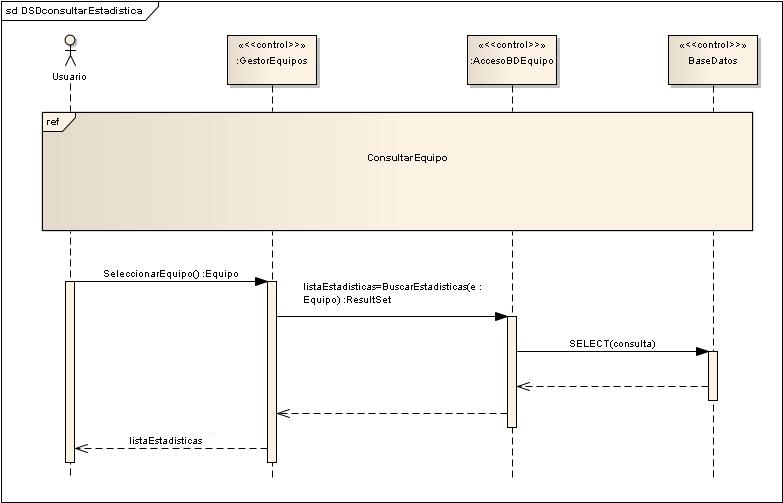 sd DSDconsultarEstadistica
Usuario
«<<control>>»
:GestorEquipos
«<<control>>»
:AccesoBDEquipo
«<<control>>»
BaseDatos
ref
ConsultarEquipo
SeleccionarEquipo() :Equipo
listaEstadisticas=BuscarEstadisticas(e :
Equipo) :ResultSet
SELECT(consulta)
listaEstadisticas